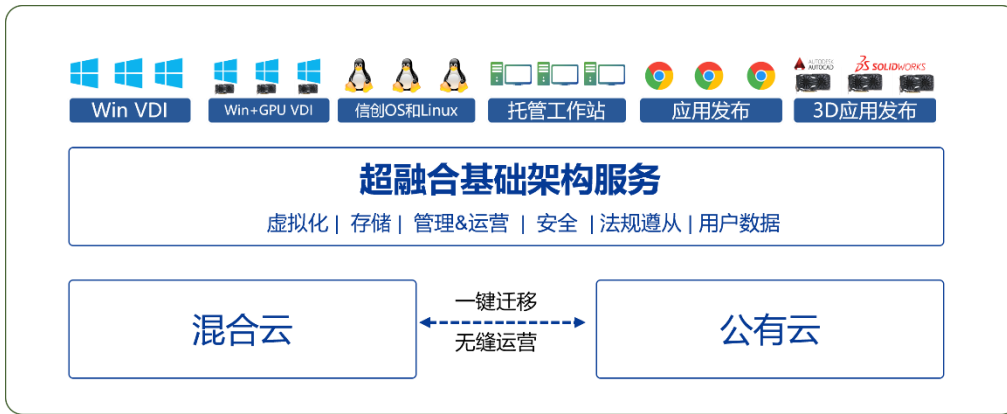 AUTODESK
AUTOCAD
SOLIDWORKS
Win VDI
Win+GPU VDI
信创OS和Linux
托管工作站
应用发布
3D应用发布
超融合基础架构服务
虚拟化 | 存储 | 管理&运营 | 安全 | 法规遵从 | 用户数据
混合云
一键迁移
无缝运营
公有云